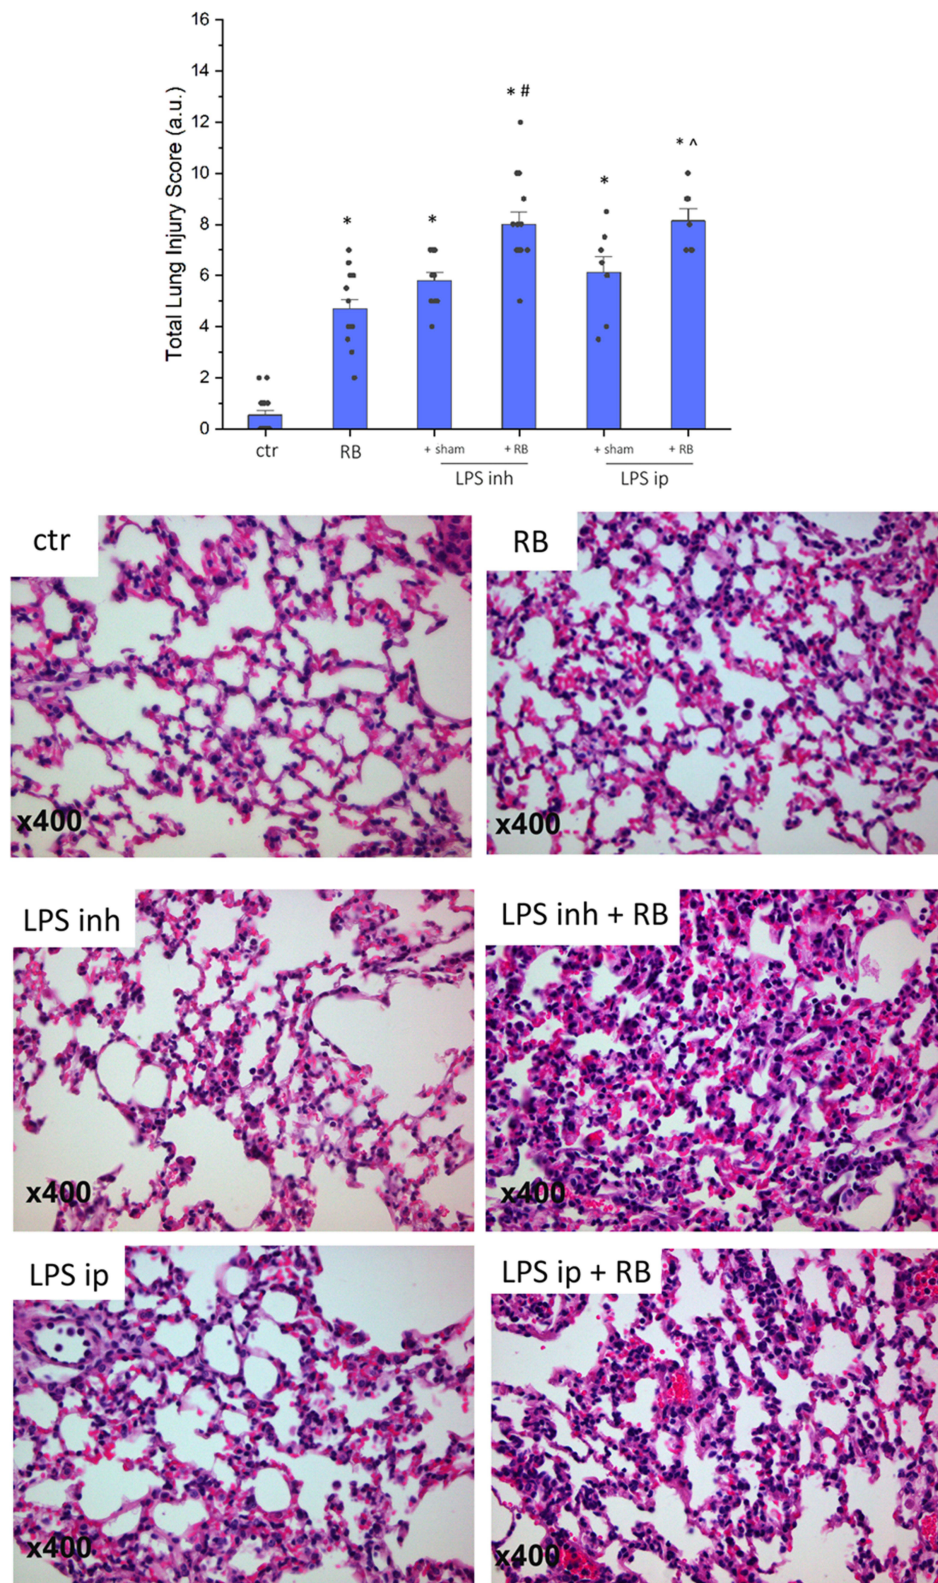 Total Lung Injury Score (a.u.)
16
14
12
10
8
6
4
2
0
*
*
* #
*
* ^
ctr
RB
+ sham
+ RB
+ sham
+ RB
LPS inh
LPS ip
ctr
RB
x400
x400
LPS inh
LPS inh + RB
x400
x400
LPS ip
LPS ip + RB
x400
x400